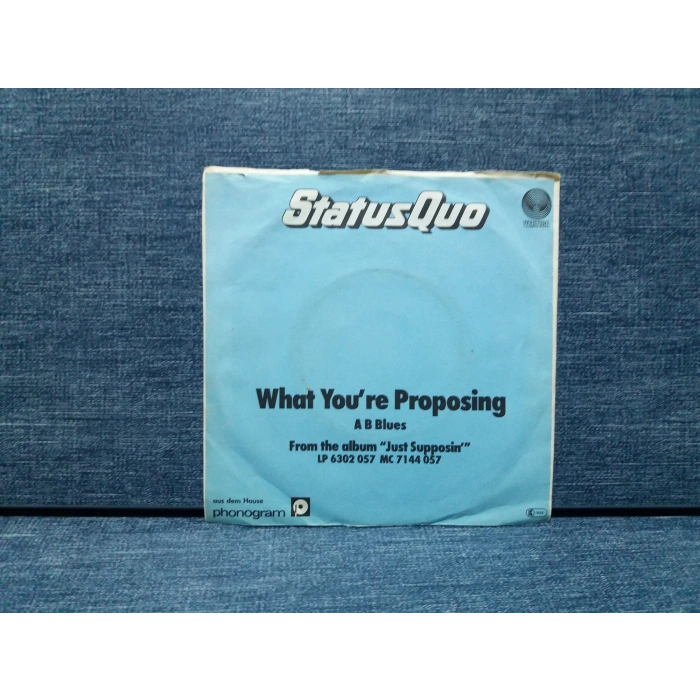 StatusQuo
VERTIGO
What You're Proposing
A B Blues
From the album "Just Supposin'"
LP 6302 057 MC 7144 057
aus dem Hause
phonogram